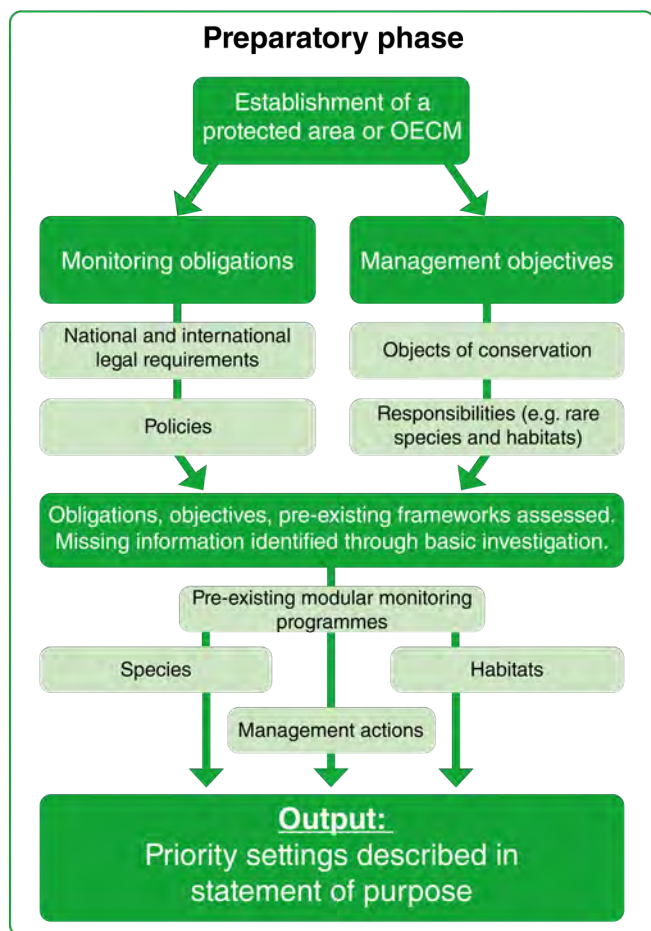 Preparatory phase
Establishment of a
protected area or OECM
Monitoring obligations
Management objectives
National and international
legal requirements
Objects of conservation
Policies
Responsibilities (e.g. rare
species and habitats)
Obligations, objectives, pre-existing frameworks assessed.
Missing information identified through basic investigation.
Pre-existing modular monitoring
programmes
Species
Habitats
Management actions
Output:
Priority settings described in
statement of purpose